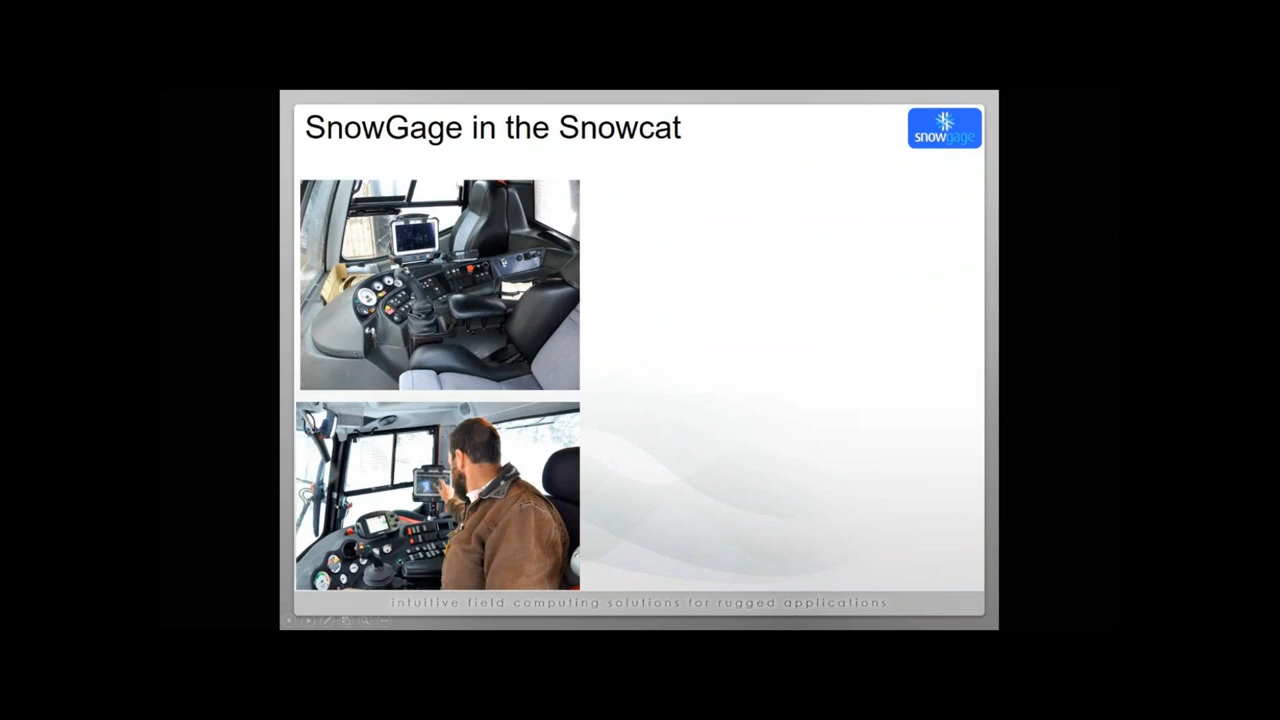 SnowGage in the Snowcat
snowgage
intuitive field computing solutions for rugged applications